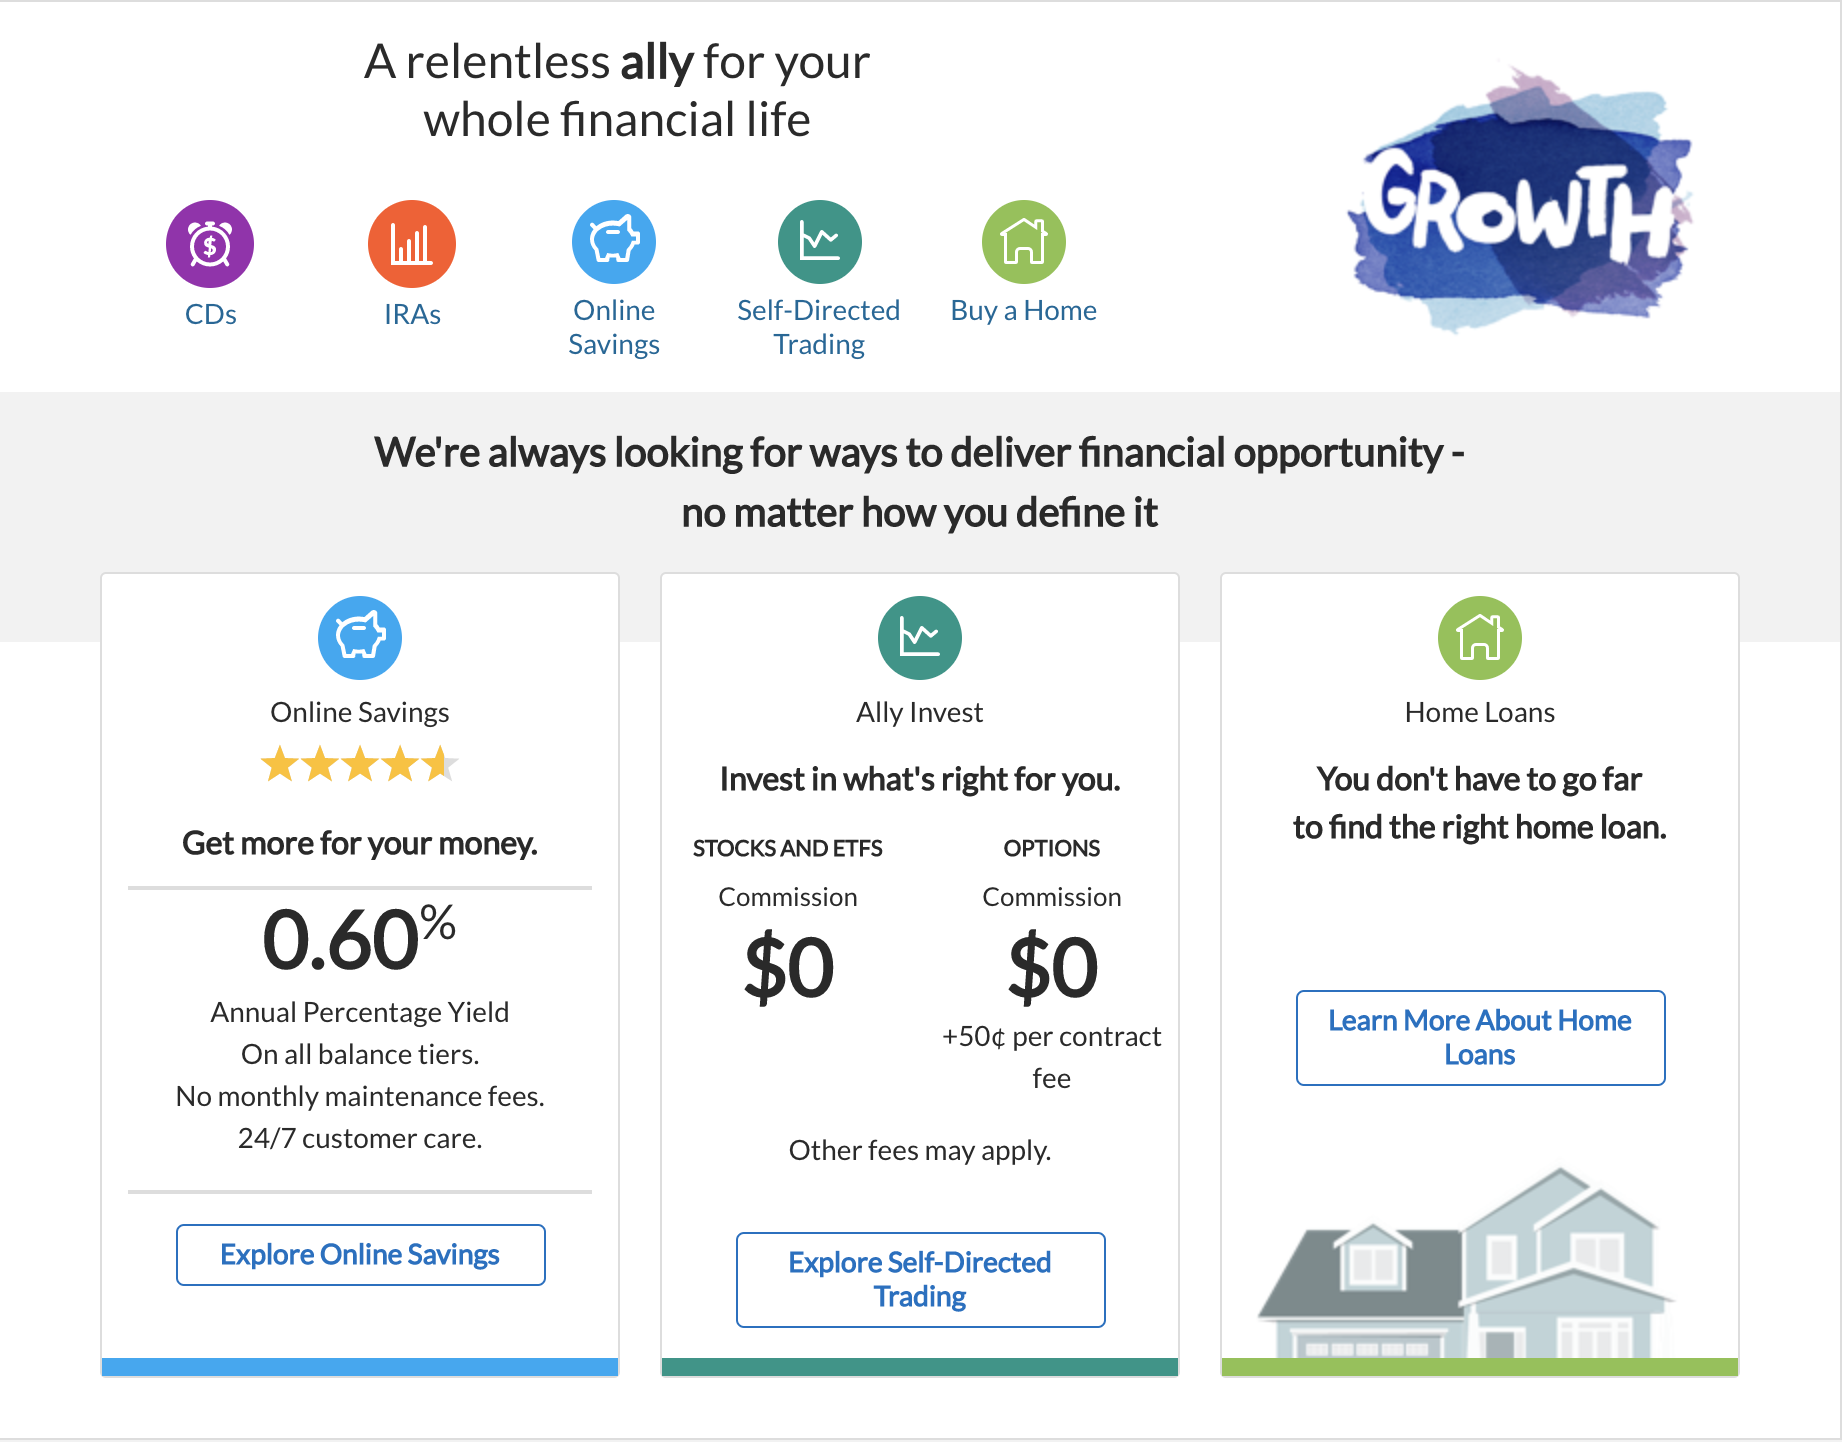 A relentless ally for your
whole financial life
GROWTH
CDs
IRAs
Online
Savings
Self-Directed
Trading
Buy a Home
We're always looking for ways to deliver financial opportunity -
no matter how you define it
Online Savings
Get more for your money.
0.60%
Annual Percentage Yield
On all balance tiers.
No monthly maintenance fees.
24/7 customer care.
Explore Online Savings
Ally Invest
Invest in what's right for you.
STOCKS AND ETFS
Commission
$0
OPTIONS
Commission
$0
+50¢ per contract
fee
Other fees may apply.
Explore Self-Directed
Trading
Home Loans
You don't have to go far
to find the right home loan.
Learn More About Home
Loans